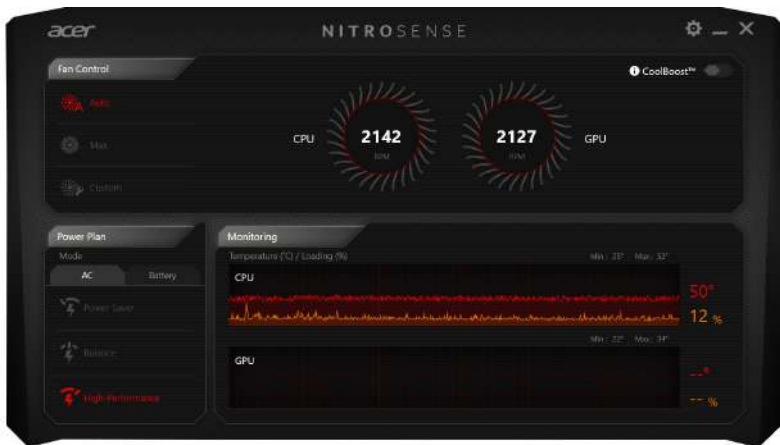 acer
NITROSENSE
Fan Control
CoolBoost™
Auto
Max
Custom
CPU
2142
RPM
2127
RPM
GPU
Power Plan
Mode
AC
Battery
Power Saver
Balance
High-Performance
Monitoring
Temperature (°C) / Loading (%)
CPU
50°
12 %
GPU
--°
-- %